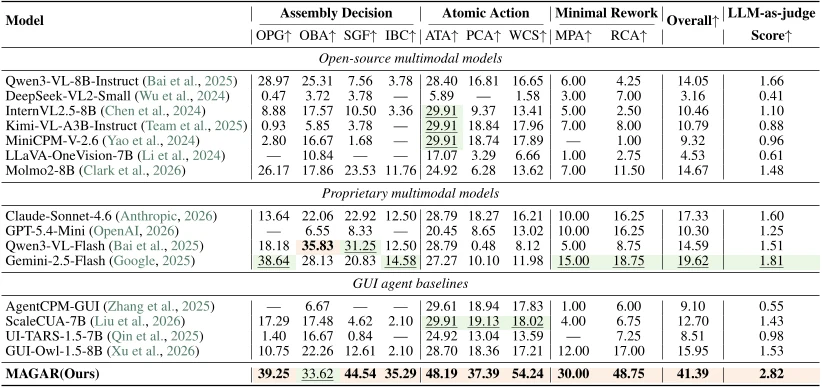 Model Assembly Decision Atomic Action Minimal Rework Overall↑ LLM-as-judge
OPG↑ OBA↑ SGF↑ IBC↑ ATA↑ PCA↑ WCS↑ MPA↑ RCA↑ Score↑
Open-source multimodal models
Qwen3-VL-8B-Instruct (Bai et al., 2025) 28.97 25.31 7.56 3.78 28.40 16.81 16.65 6.00 4.25 14.05 1.66
DeepSeek-VL2-Small (Wu et al., 2024) 0.47 3.72 3.78 — 5.89 — 1.58 3.00 7.00 3.16 0.41
InternVL2.5-8B (Chen et al., 2024) 8.88 17.57 10.50 3.36 29.91 9.37 13.41 5.00 2.50 10.46 1.10
Kimi-VL-A3B-Instruct (Team et al., 2025) 0.93 5.85 3.78 — 29.91 18.84 17.96 7.00 8.00 10.79 0.88
MiniCPM-V-2.6 (Yao et al., 2024) 2.80 16.67 1.68 — 29.91 18.74 17.89 — 1.00 9.32 0.96
LLaVA-OneVision-7B (Li et al., 2024) — 10.84 — — 17.07 3.29 6.66 1.00 2.75 4.53 0.61
Molmo2-8B (Clark et al., 2026) 26.17 17.86 23.53 11.76 24.92 6.28 13.62 7.00 11.50 14.67 1.48
Proprietary multimodal models
Claude-Sonnet-4.6 (Anthropic, 2026) 13.64 22.06 22.92 12.50 28.79 18.27 16.21 10.00 16.25 17.33 1.60
GPT-5.4-Mini (OpenAI, 2026) — 6.55 8.33 — 20.45 8.65 13.02 10.00 16.25 10.30 1.25
Qwen3-VL-Flash (Bai et al., 2025) 18.18 35.83 31.25 12.50 28.79 0.48 8.12 5.00 8.75 14.59 1.51
Gemini-2.5-Flash (Google, 2025) 38.64 28.13 20.83 14.58 27.27 10.10 11.98 15.00 18.75 19.62 1.81
GUI agent baselines
AgentCPM-GUI (Zhang et al., 2025) — 6.67 — — 29.61 18.94 17.83 1.00 6.00 9.10 0.55
ScaleCUA-7B (Liu et al., 2026) 17.29 17.48 4.62 2.10 29.91 19.13 18.02 4.00 6.75 12.70 1.43
UI-TARS-1.5-7B (Qin et al., 2025) 1.40 16.67 0.84 — 24.92 13.04 13.59 — 7.25 8.51 0.98
GUI-Owl-1.5-8B (Xu et al., 2026) 10.75 22.26 12.61 2.10 28.70 18.36 17.21 12.00 17.00 15.95 1.53
MAGAR(Ours) 39.25 33.62 44.54 35.29 48.19 37.39 54.24 30.00 48.75 41.39 2.82